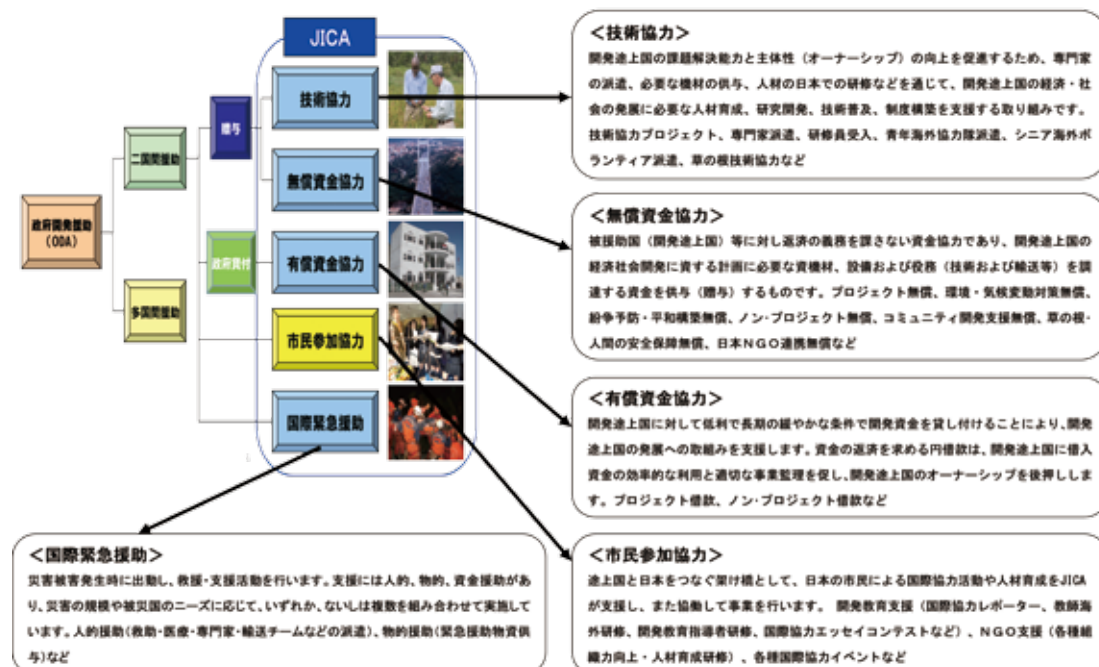 JICA
技術協力
贈与
二国間援助
無償資金協力
政府開発援助
(ODA)
政府貸付
有償資金協力
多国間援助
市民参加協力
国際緊急援助
＜技術協力＞
開発途上国の課題解決能力と主体性（オーナーシップ）の向上を促進するため、専門家
の派遣、必要な機材の供与、人材の日本での研修などを通じて、開発途上国の経済・社
会の発展に必要な人材育成、研究開発、技術普及、制度構築を支援する取り組みです。
技術協力プロジェクト、専門家派遣、研修員受入、青年海外協力隊派遣、シニア海外ボ
ランティア派遣、草の根技術協力など
＜無償資金協力＞
被援助国（開発途上国）等に対し返済の義務を課さない資金協力であり、開発途上国の
経済社会開発に資する計画に必要な資機材、設備および役務（技術および輸送等）を調
達する資金を供与（贈与）するものです。プロジェクト無償、環境・気候変動対策無償、
紛争予防・平和構築無償、ノン・プロジェクト無償、コミュニティ開発支援無償、草の根・
人間の安全保障無償、日本ＮＧＯ連携無償など
＜有償資金協力＞
開発途上国に対して低利で長期の緩やかな条件で開発資金を貸し付けることにより、開発
途上国の発展への取組みを支援します。資金の返済を求める円借款は、開発途上国に借入
資金の効率的な利用と適切な事業監理を促し、開発途上国のオーナーシップを後押ししま
す。プロジェクト借款、ノン・プロジェクト借款など
＜国際緊急援助＞
災害被害発生時に出動し、救援・支援活動を行います。支援には人的、物的、資金援助があ
り、災害の規模や被災国のニーズに応じて、いずれか、ないしは複数を組み合わせて実施して
います。人的援助（救助・医療・専門家・輸送チームなどの派遣）、物的援助（緊急援助物資供
与）など
＜市民参加協力＞
途上国と日本をつなぐ架け橋として、日本の市民による国際協力活動や人材育成をJICA
が支援し、また協働して事業を行います。 開発教育支援（国際協力レポーター、教師海
外研修、開発教育指導者研修、国際協力エッセイコンテストなど）、ＮＧＯ支援（各種組
織力向上・人材育成研修）、各種国際協力イベントなど